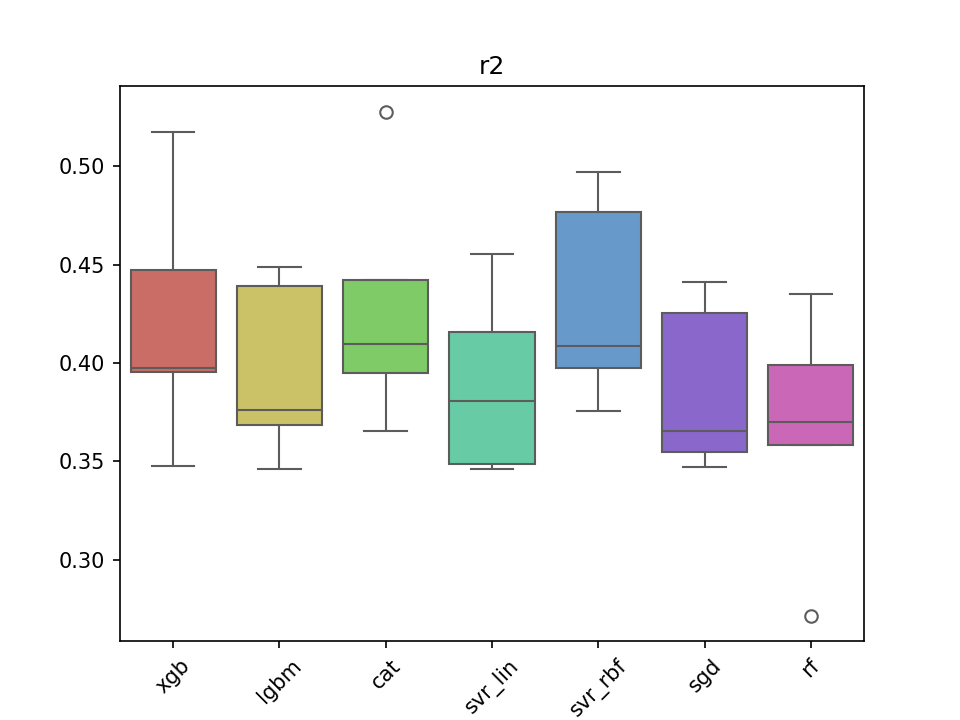 r2
0.50
0.45
0.40
0.35
0.30
xgb
lgbm
cat
svr_lin
svr_rbf
sgd
rf